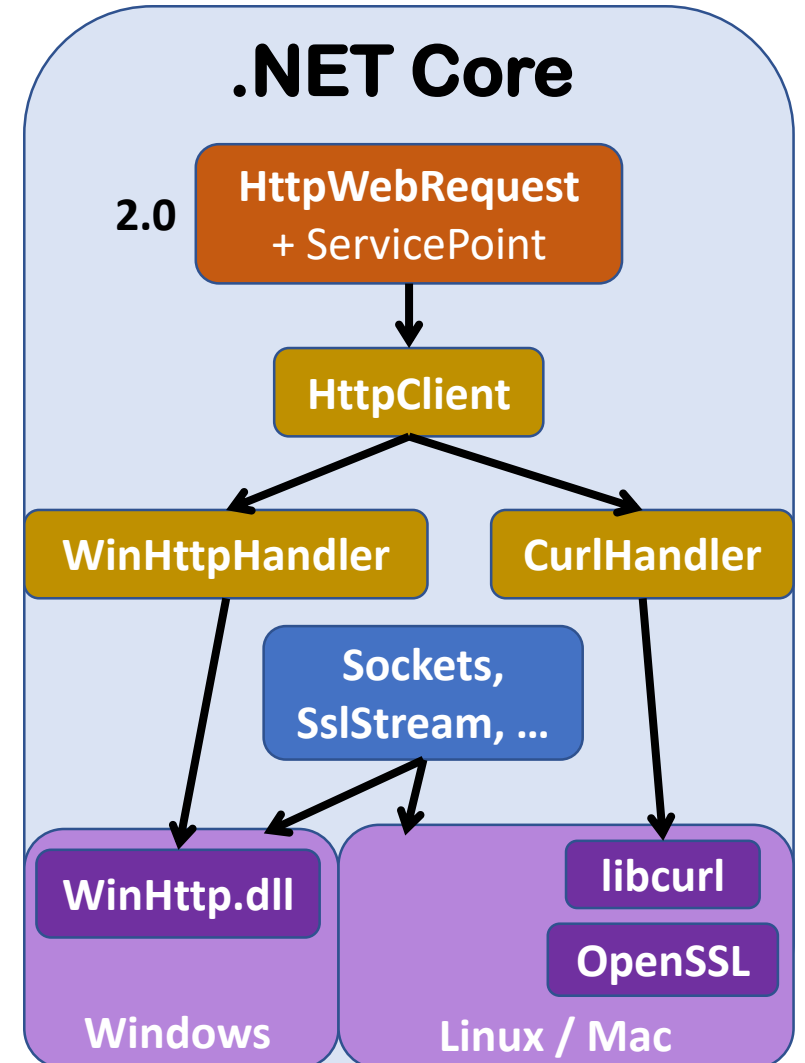 .NET Core
2.0
HttpWebRequest
+ ServicePoint
HttpClient
WinHttpHandler
CurlHandler
Sockets,
SslStream, ...
WinHttp.dll
libcurl
OpenSSL
Windows
Linux / Mac